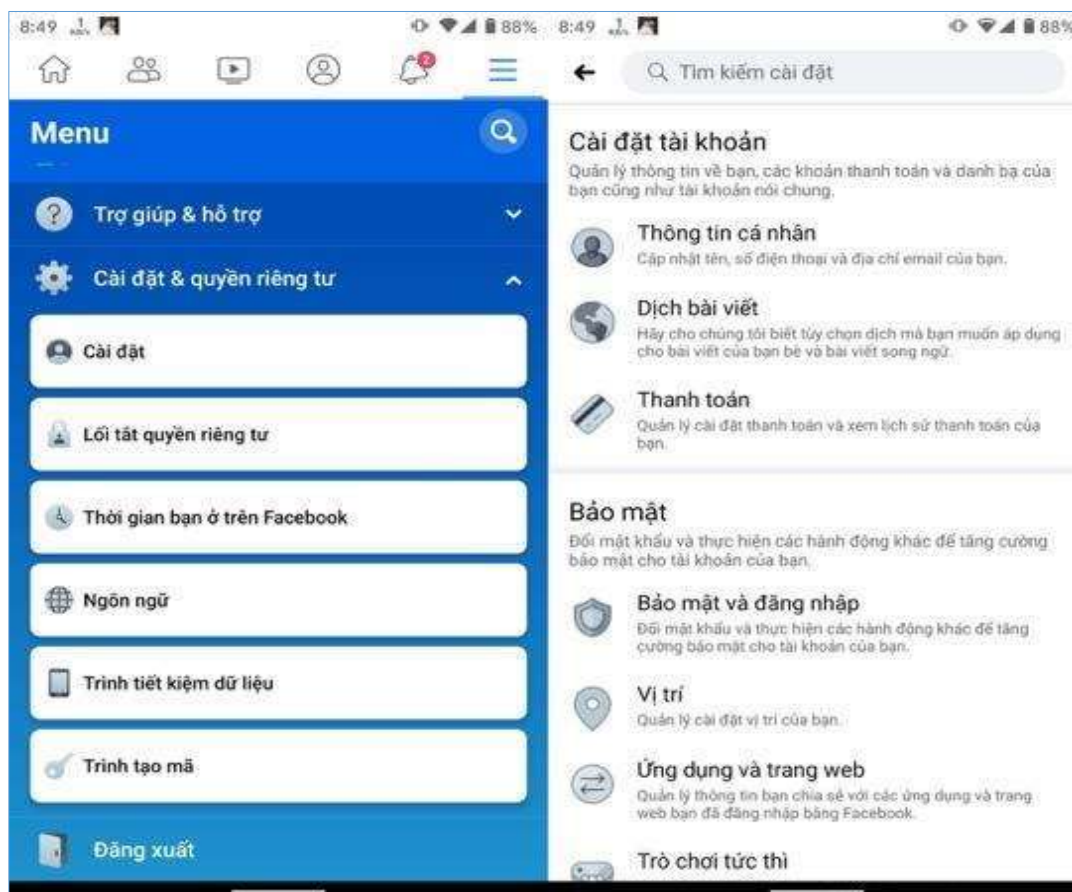 8:49
88%
2
Menu
Trợ giúp & hỗ trợ
Cài đặt & quyền riêng tư
Cài đặt
Lối tắt quyền riêng tư
Thời gian bạn ở trên Facebook
Ngôn ngữ
Trình tiết kiệm dữ liệu
Trình tạo mã
Đăng xuất
8:49
88%
Tìm kiếm cài đặt
Cài đặt tài khoản
Quản lý thông tin về bạn, các khoản thanh toán và danh bạ của
bạn cũng như tài khoản nói chung.
Thông tin cá nhân
Cập nhật tên, số điện thoại và địa chỉ email của bạn.
Dịch bài viết
Hãy cho chúng tôi biết tùy chọn dịch mà bạn muốn áp dụng
cho bài viết của bạn bè và bài viết song ngữ.
Thanh toán
Quản lý cài đặt thanh toán và xem lịch sử thanh toán của
bạn.
Bảo mật
Đổi mật khẩu và thực hiện các hành động khác để tăng cường
bảo mật cho tài khoản của bạn.
Bảo mật và đăng nhập
Đổi mật khẩu và thực hiện các hành động khác để tăng
cường bảo mật cho tài khoản của bạn.
Vị trí
Quản lý cài đặt vị trí của bạn.
Ứng dụng và trang web
Quản lý thông tin bạn chia sẻ với các ứng dụng và trang
web bạn đã đăng nhập bằng Facebook.
Trò chơi tức thì